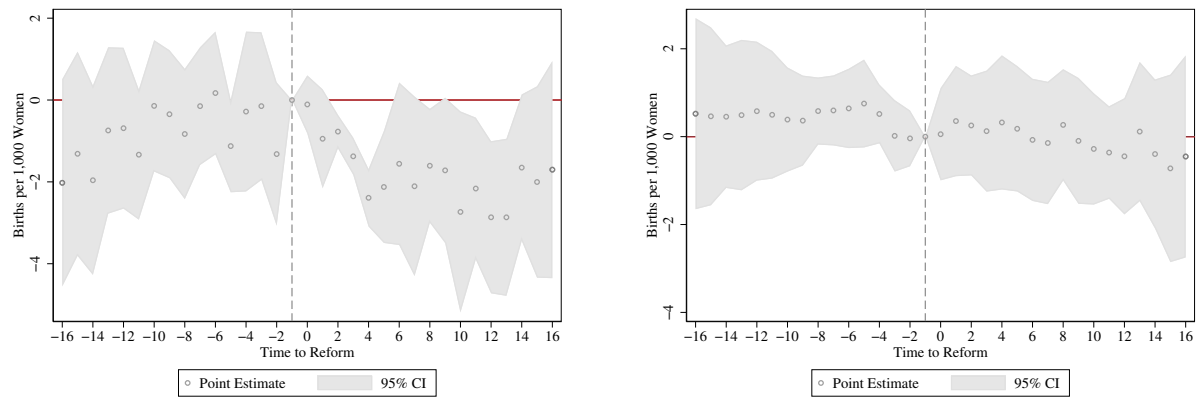 2
0
−2
−4
Births per 1,000 Women
−16 −14 −12 −10 −8 −6 −4 −2 0 2 4 6 8 10 12 14 16
Time to Reform
Point Estimate 95% CI
2
0
−2
−4
Births per 1,000 Women
−16 −14 −12 −10 −8 −6 −4 −2 0 2 4 6 8 10 12 14 16
Time to Reform
Point Estimate 95% CI